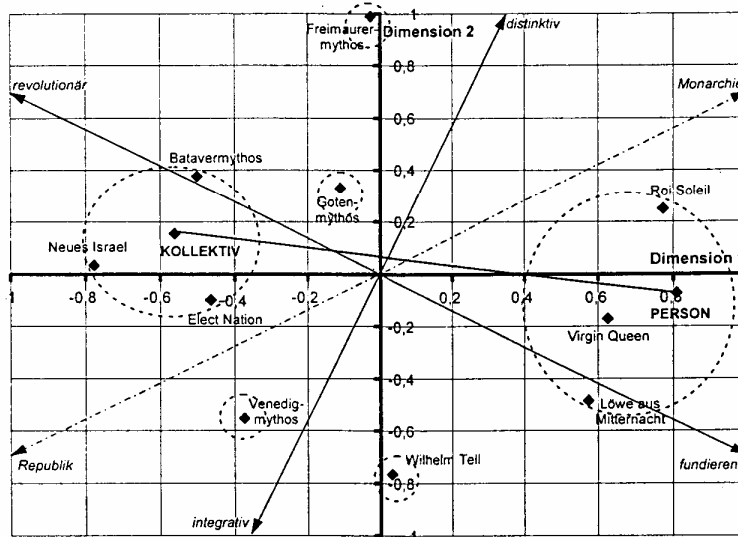 1
Freimaurer-
mythos
Dimension 2
distinktiv
revolutionär
0,8
Monarchie
0,6
Batavermythos
0,4
Goten-
mythos
Roi Soleil
0,2
Neues Israel
KOLLEKTIV
Dimension
-1 -0,8 -0,6 -0,4 -0,2 0,2 0,4 0,6 0,8
PERSON
Elect Nation
-0,2
Virgin Queen
-0,4
Venedig-
mythos
Löwe aus
Mitternacht
-0,6
Republik
Wilhelm Tell
fundieren
-0,8
integrativ